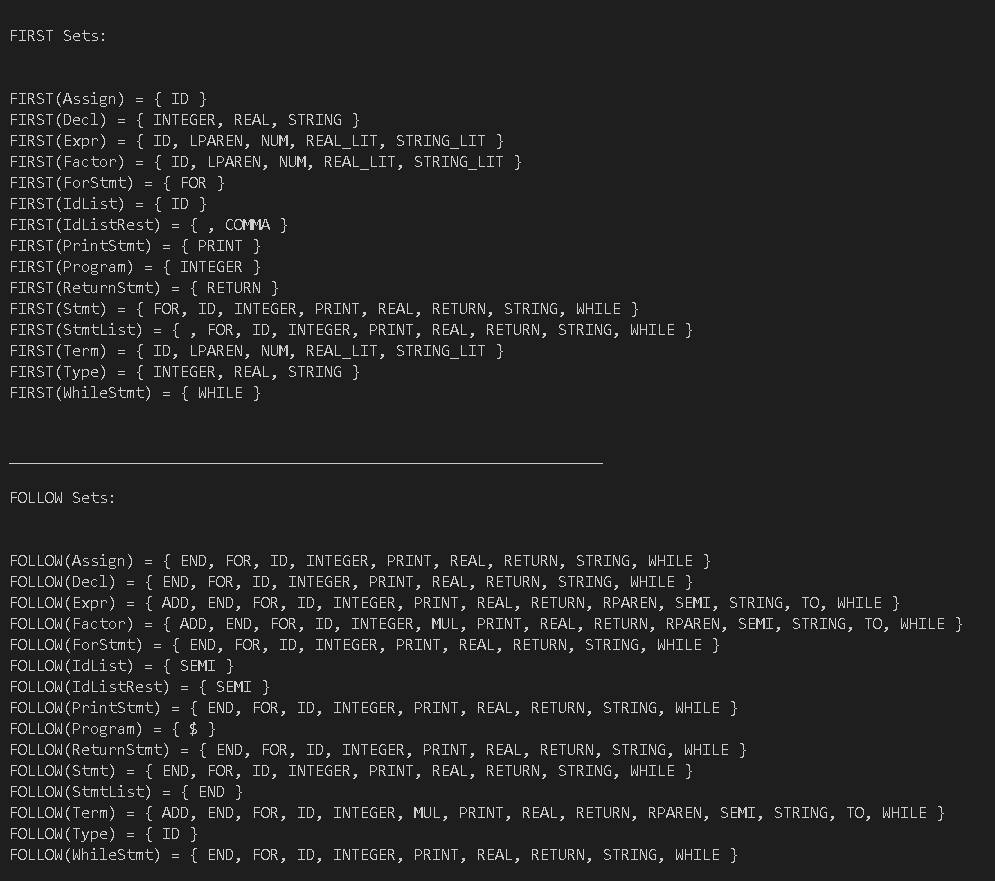 FIRST Sets:
FIRST(Assign) = { ID }
FIRST(Decl) = { INTEGER, REAL, STRING }
FIRST(Expr) = { ID, LPAREN, NUM, REAL_LIT, STRING_LIT }
FIRST(Factor) = { ID, LPAREN, NUM, REAL_LIT, STRING_LIT }
FIRST(ForStmt) = { FOR }
FIRST(IdList) = { ID }
FIRST(IdListRest) = { , COMMA }
FIRST(PrintStmt) = { PRINT }
FIRST(Program) = { INTEGER }
FIRST(ReturnStmt) = { RETURN }
FIRST(Stmt) = { FOR, ID, INTEGER, PRINT, REAL, RETURN, STRING, WHILE }
FIRST(StmtList) = { , FOR, ID, INTEGER, PRINT, REAL, RETURN, STRING, WHILE }
FIRST(Term) = { ID, LPAREN, NUM, REAL_LIT, STRING_LIT }
FIRST(Type) = { INTEGER, REAL, STRING }
FIRST(WhileStmt) = { WHILE }
FOLLOW Sets:
FOLLOW(Assign) = { END, FOR, ID, INTEGER, PRINT, REAL, RETURN, STRING, WHILE }
FOLLOW(Decl) = { END, FOR, ID, INTEGER, PRINT, REAL, RETURN, STRING, WHILE }
FOLLOW(Expr) = { ADD, END, FOR, ID, INTEGER, PRINT, REAL, RETURN, RPAREN, SEMI, STRING, TO, WHILE }
FOLLOW(Factor) = { ADD, END, FOR, ID, INTEGER, MUL, PRINT, REAL, RETURN, RPAREN, SEMI, STRING, TO, WHILE }
FOLLOW(ForStmt) = { END, FOR, ID, INTEGER, PRINT, REAL, RETURN, STRING, WHILE }
FOLLOW(IdList) = { SEMI }
FOLLOW(IdListRest) = { SEMI }
FOLLOW(PrintStmt) = { END, FOR, ID, INTEGER, PRINT, REAL, RETURN, STRING, WHILE }
FOLLOW(Program) = { $ }
FOLLOW(ReturnStmt) = { END, FOR, ID, INTEGER, PRINT, REAL, RETURN, STRING, WHILE }
FOLLOW(Stmt) = { END, FOR, ID, INTEGER, PRINT, REAL, RETURN, STRING, WHILE }
FOLLOW(StmtList) = { END }
FOLLOW(Term) = { ADD, END, FOR, ID, INTEGER, MUL, PRINT, REAL, RETURN, RPAREN, SEMI, STRING, TO, WHILE }
FOLLOW(Type) = { ID }
FOLLOW(WhileStmt) = { END, FOR, ID, INTEGER, PRINT, REAL, RETURN, STRING, WHILE }